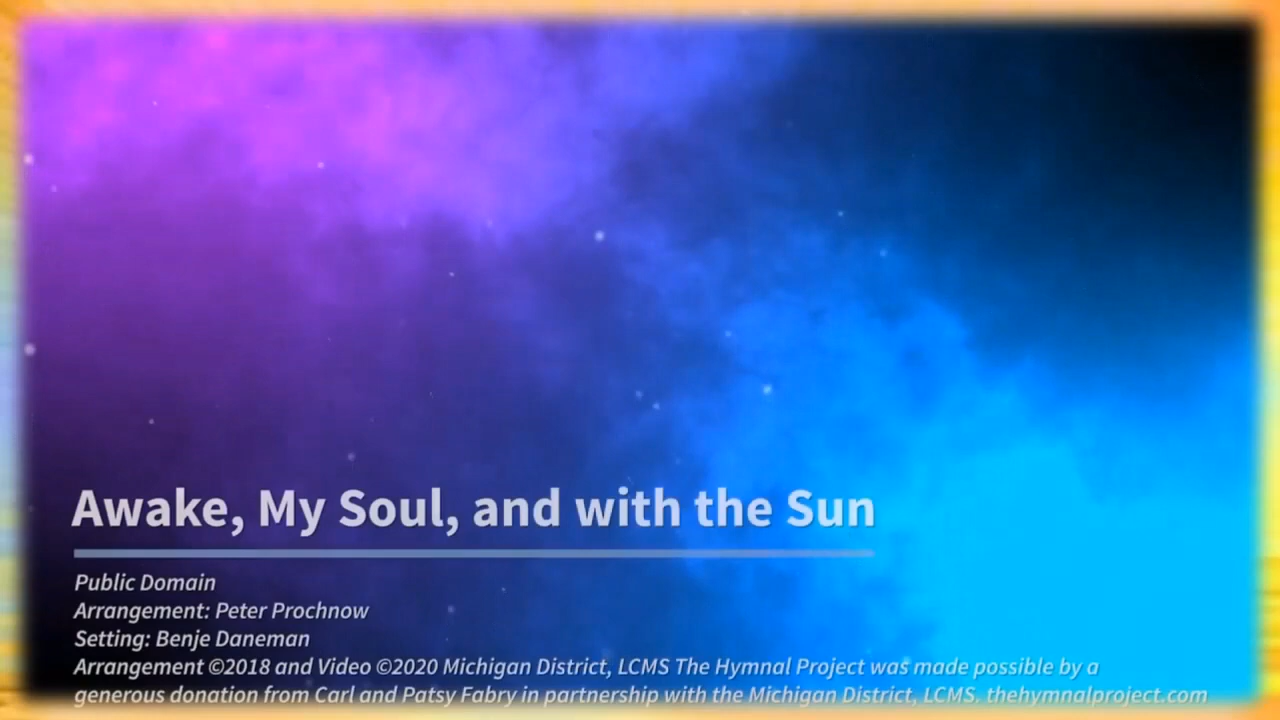 Awake, My Soul, and with the Sun
Public Domain
Arrangement: Peter Prochnow
Setting: Benje Daneman
Arrangement ©2018 and Video ©2020 Michigan District, LCMS The Hymnal Project was made possible by a
generous donation from Carl and Patsy Fabry in partnership with the Michigan District, LCMS. thehymnalproject.com